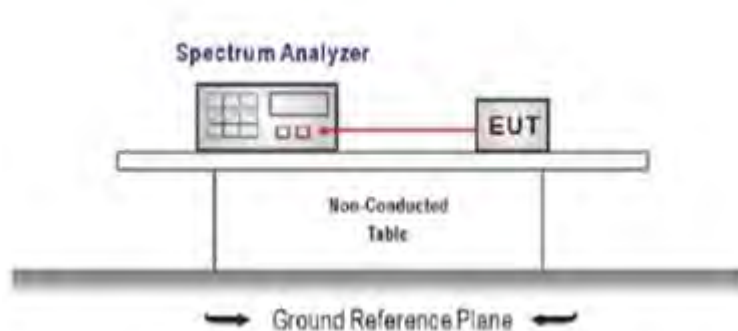 Spectrum Analyzer
EUT
Non-Conducted
Table
Ground Reference Plane